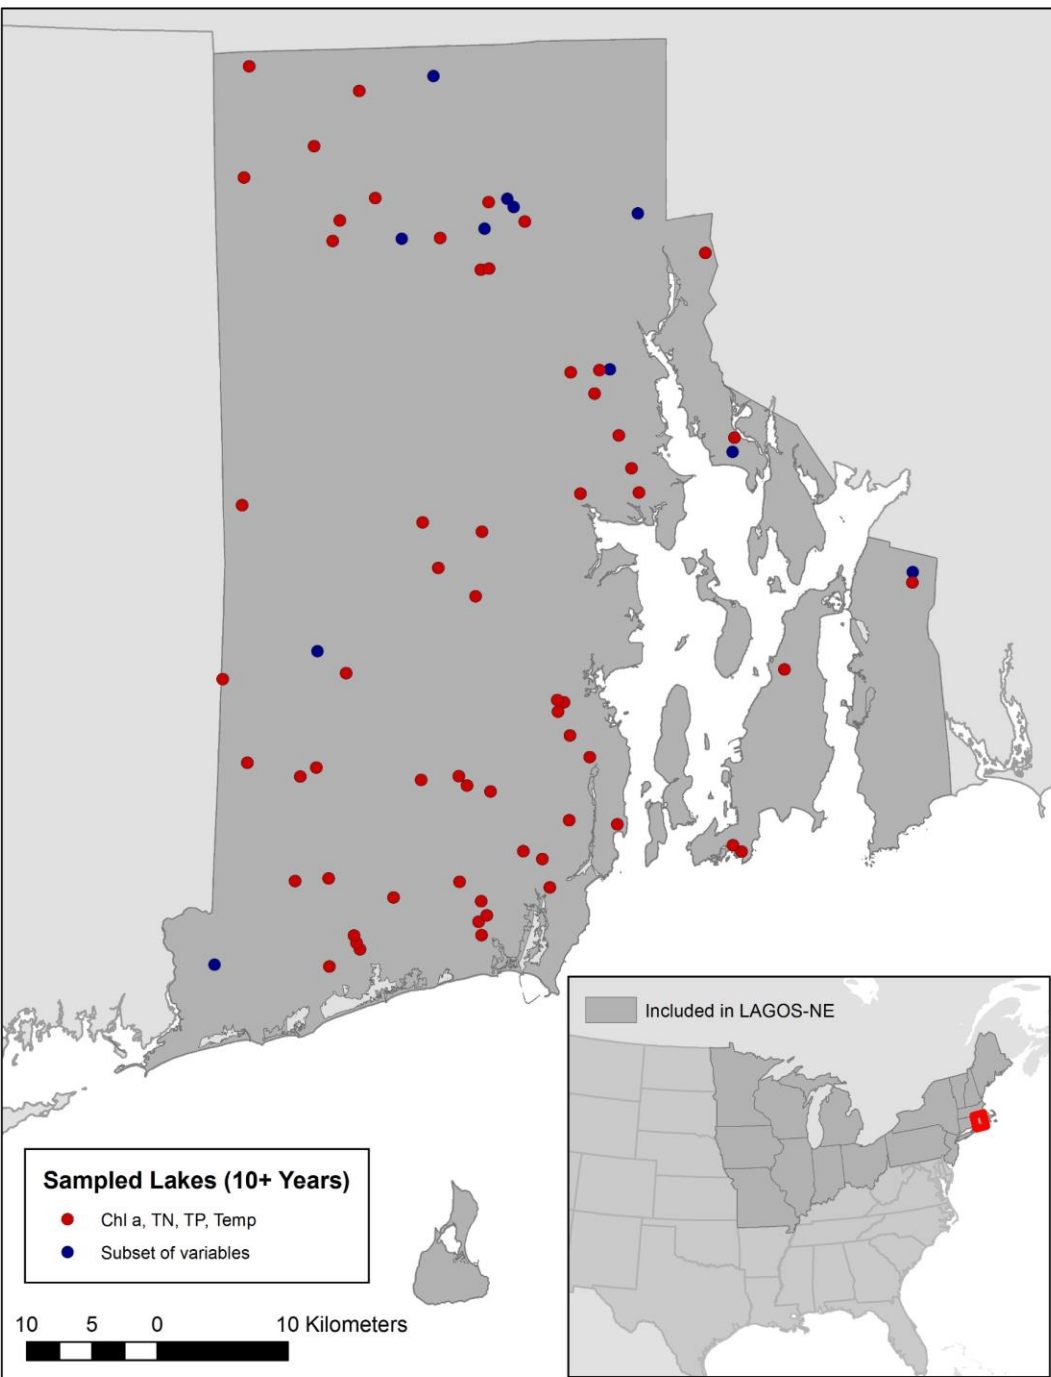 Included in LAGOS-NE
Sampled Lakes (10+ Years)
Chl a, TN, TP, Temp
Subset of variables
10 5 0 10 Kilometers